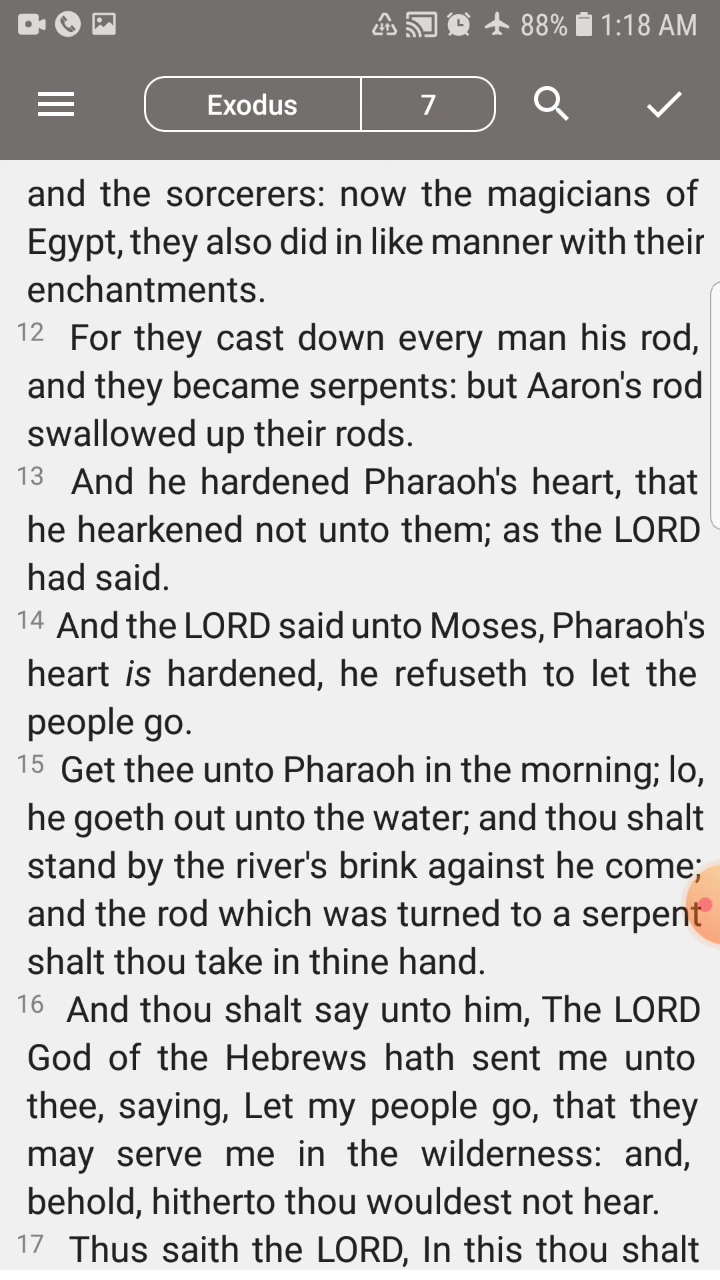 88% 1:18 AM
Exodus 7
and the sorcerers: now the magicians of
Egypt, they also did in like manner with their
enchantments.
12 For they cast down every man his rod,
and they became serpents: but Aaron's rod
swallowed up their rods.
13 And he hardened Pharaoh's heart, that
he hearkened not unto them; as the LORD
had said.
14 And the LORD said unto Moses, Pharaoh's
heart is hardened, he refuseth to let the
people go.
15 Get thee unto Pharaoh in the morning; lo,
he goeth out unto the water; and thou shalt
stand by the river's brink against he come;
and the rod which was turned to a serpent
shalt thou take in thine hand.
16 And thou shalt say unto him, The LORD
God of the Hebrews hath sent me unto
thee, saying, Let my people go, that they
may serve me in the wilderness: and,
behold, hitherto thou wouldest not hear.
17 Thus saith the LORD, In this thou shalt